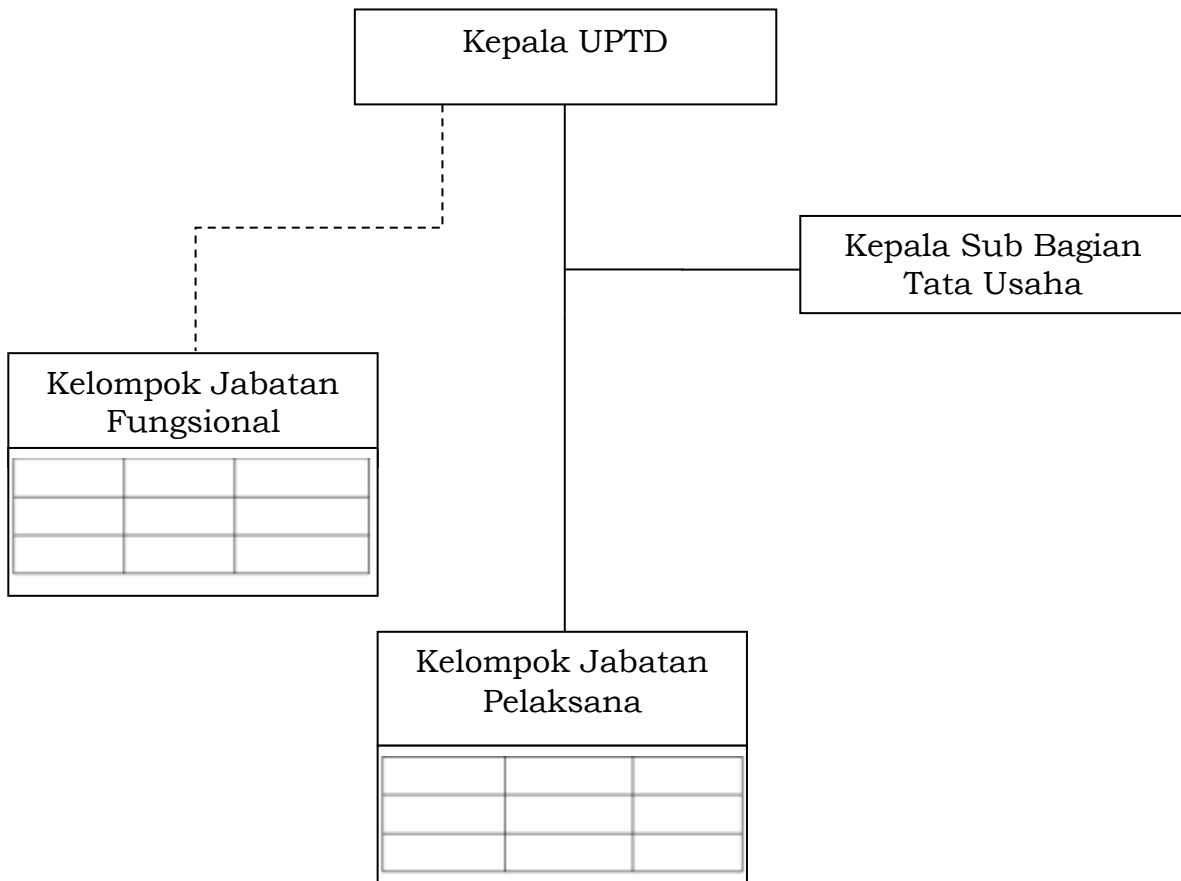 Kepala UPTD
Kepala Sub Bagian
Tata Usaha
Kelompok Jabatan
Fungsional
Kelompok Jabatan
Pelaksana